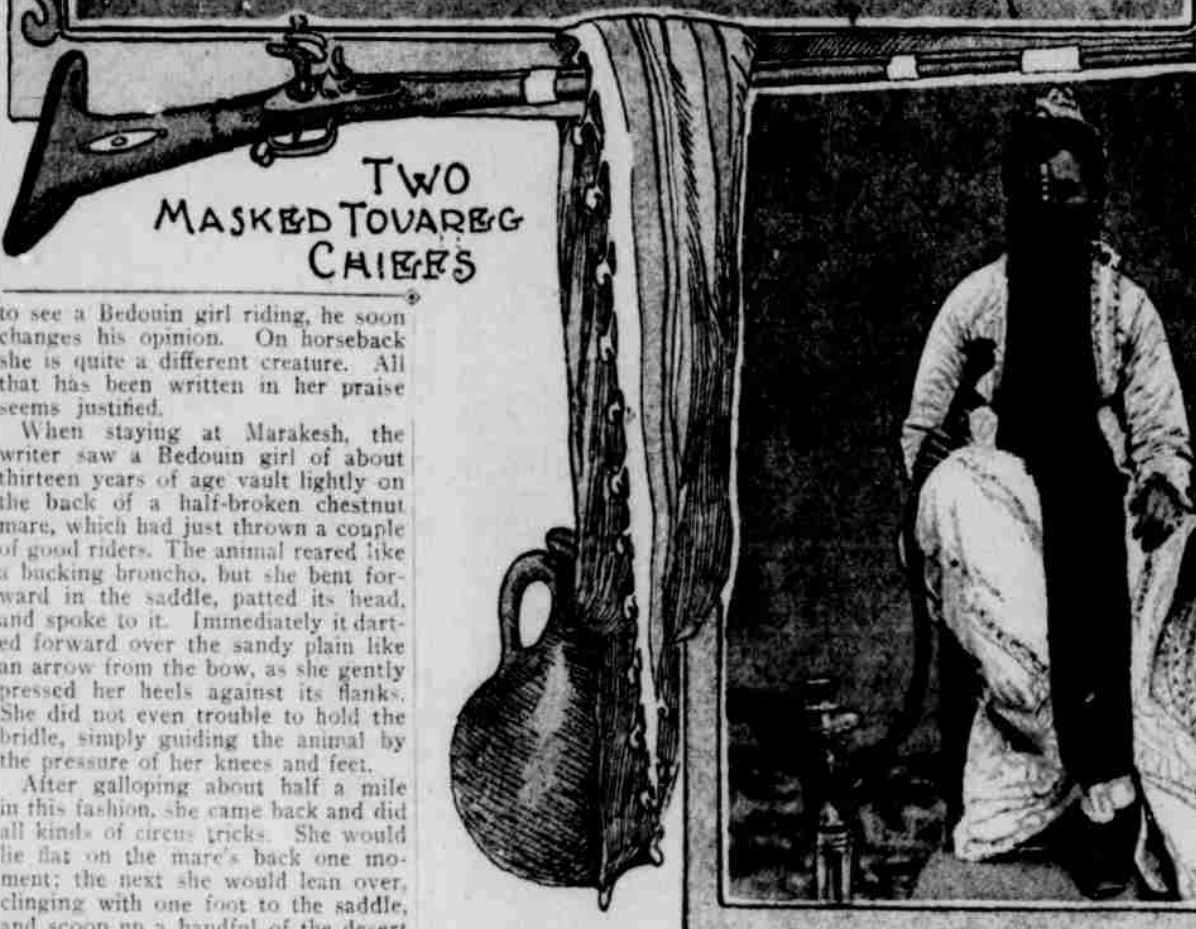 TWO
MASKED TOUAREG
CHIEFS
to see a Bedouin girl riding, he soon
changes his opinion. On horseback
she is quite a different creature. All
that has been written in her praise
seems justified.
When staying at Marakesh, the
writer saw a Bedouin girl of about
thirteen years of age vault lightly on
the back of a half-broken chestnut
mare, which had just thrown a couple
of good riders. The animal reared like
a bucking broncho, but she bent for-
ward in the saddle, patted its head,
and spoke to it. Immediately it dart-
ed forward over the sandy plain like
an arrow from the bow, as she gently
pressed her heels against its flanks.
She did not even trouble to hold the
bridle, simply guiding the animal by
the pressure of her knees and feet.
After galloping about half a mile
in this fashion, she came back and did
all kinds of circus tricks. She would
lie flat on the mare's back one mo-
ment; the next she would lean over,
clinging with one foot to the saddle,
and scoop up a handful of the desert